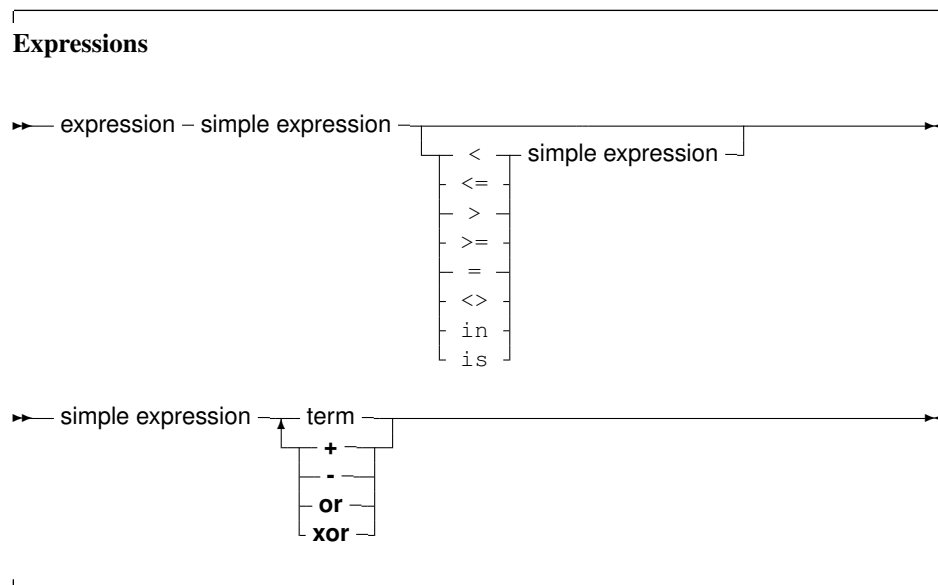 Expressions
expression simple expression
< simple expression
<=
>
>=
=
<>
in
is
simple expression term
+
-
or
xor